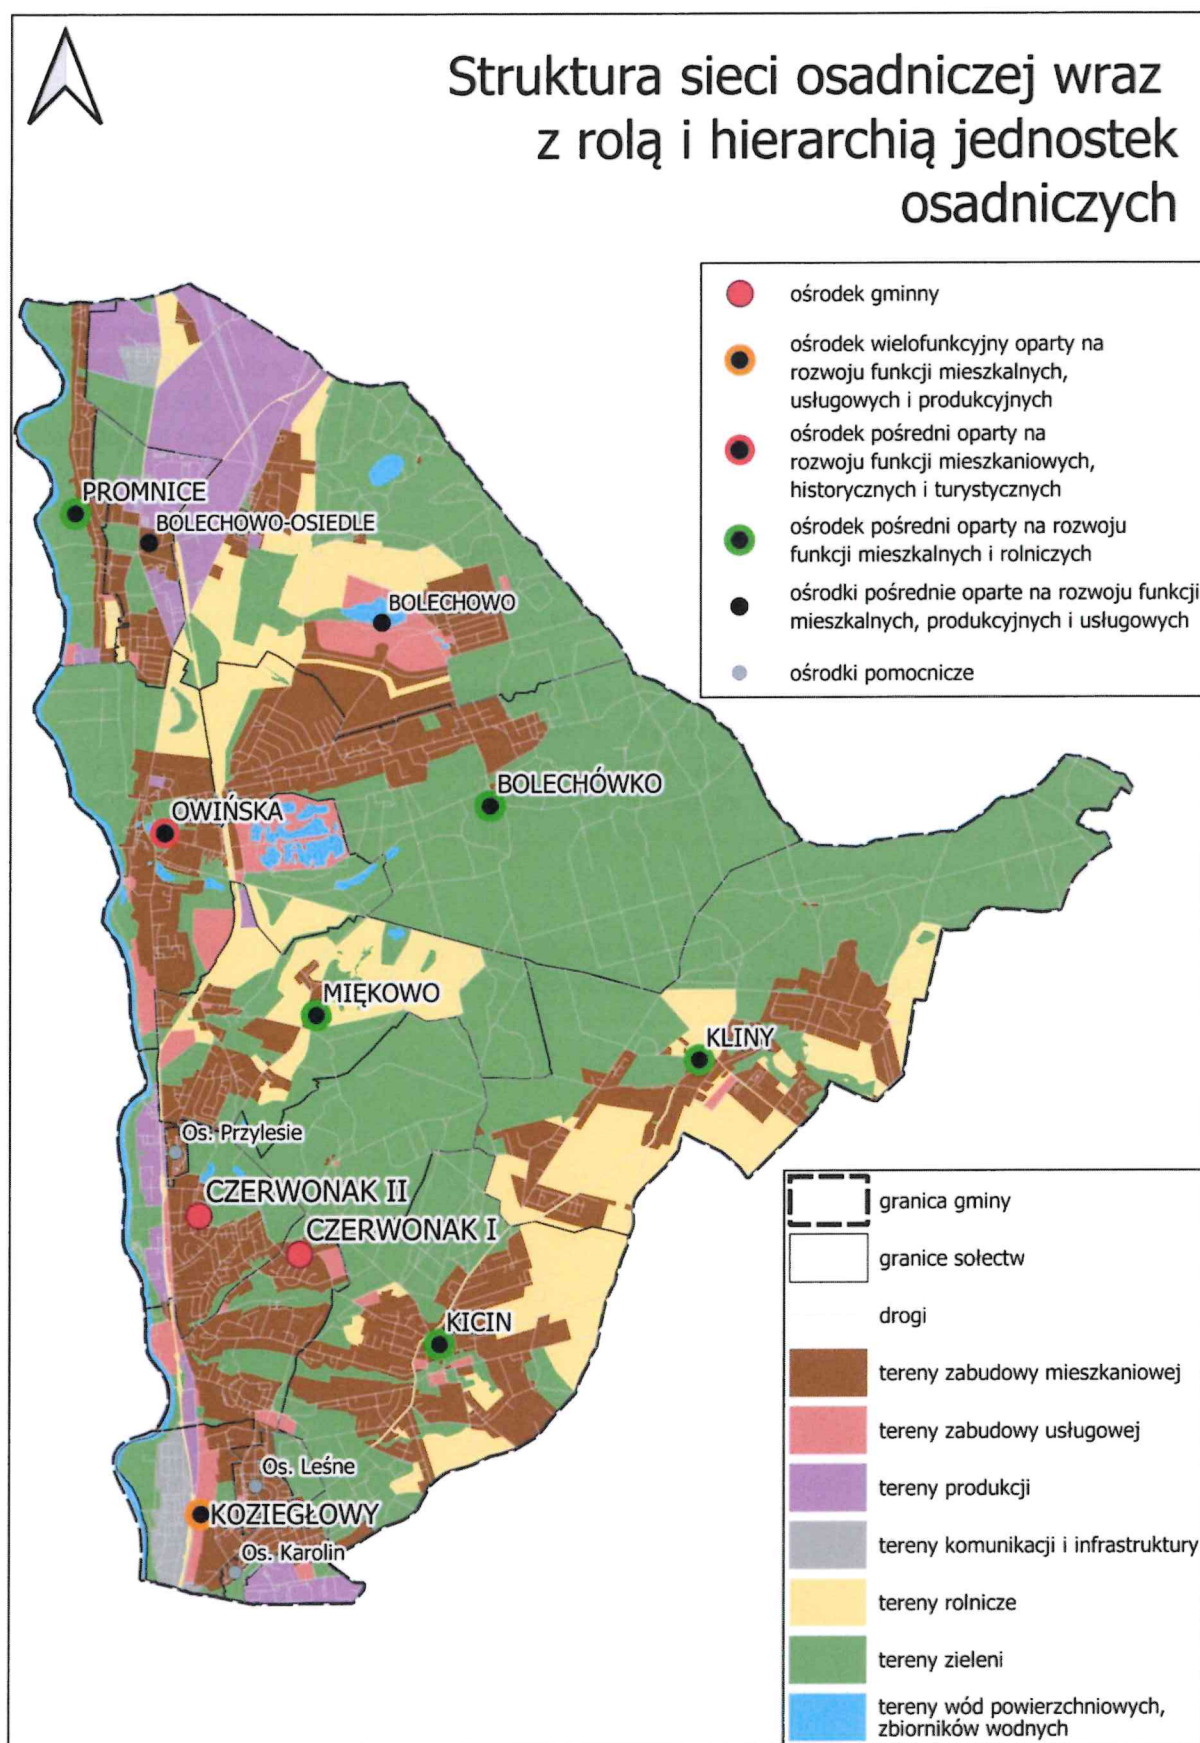 Struktura sieci osadniczej wraz
z rolą i hierarchią jednostek
osadniczych
ośrodek gminny
ośrodek wielofunkcyjny oparty na
rozwoju funkcji mieszkalnych,
usługowych i produkcyjnych
ośrodek pośredni oparty na
rozwoju funkcji mieszkaniowych,
historycznych i turystycznych
ośrodek pośredni oparty na rozwoju
funkcji mieszkalnych i rolniczych
ośrodki pośrednie oparte na rozwoju funkcji
mieszkalnych, produkcyjnych i usługowych
ośrodki pomocnicze
PROMNICE
BOLECHOWO-OSIEDLE
BOLECHOWO
BOLECHÓWKO
OWIŃSKA
MIĘKOWO
KLINY
Os. Przylesie
CZERWONAK II
CZERWONAK I
KICIN
Os. Leśne
KOZIEGŁOWY
Os. Karolin
granica gminy
granice sołectw
drogi
tereny zabudowy mieszkaniowej
tereny zabudowy usługowej
tereny produkcji
tereny komunikacji i infrastruktury
tereny rolnicze
tereny zieleni
tereny wód powierzchniowych,
zbiorników wodnych